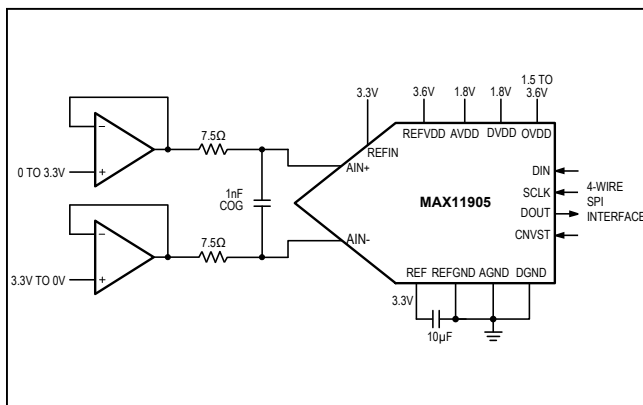 3.3V
3.6V
1.8V
1.8V
1.5 TO
3.6V
REFVDD AVDD DVDD OVDD
7.5Ω
REFIN
−
+
0 TO 3.3V
AIN+
DIN
SCLK
DOUT
CNVST
4-WIRE
SPI
INTERFACE
1nF
COG
MAX11905
7.5Ω
AIN-
−
+
3.3V TO 0V
REF REFGND AGND DGND
3.3V
10µF